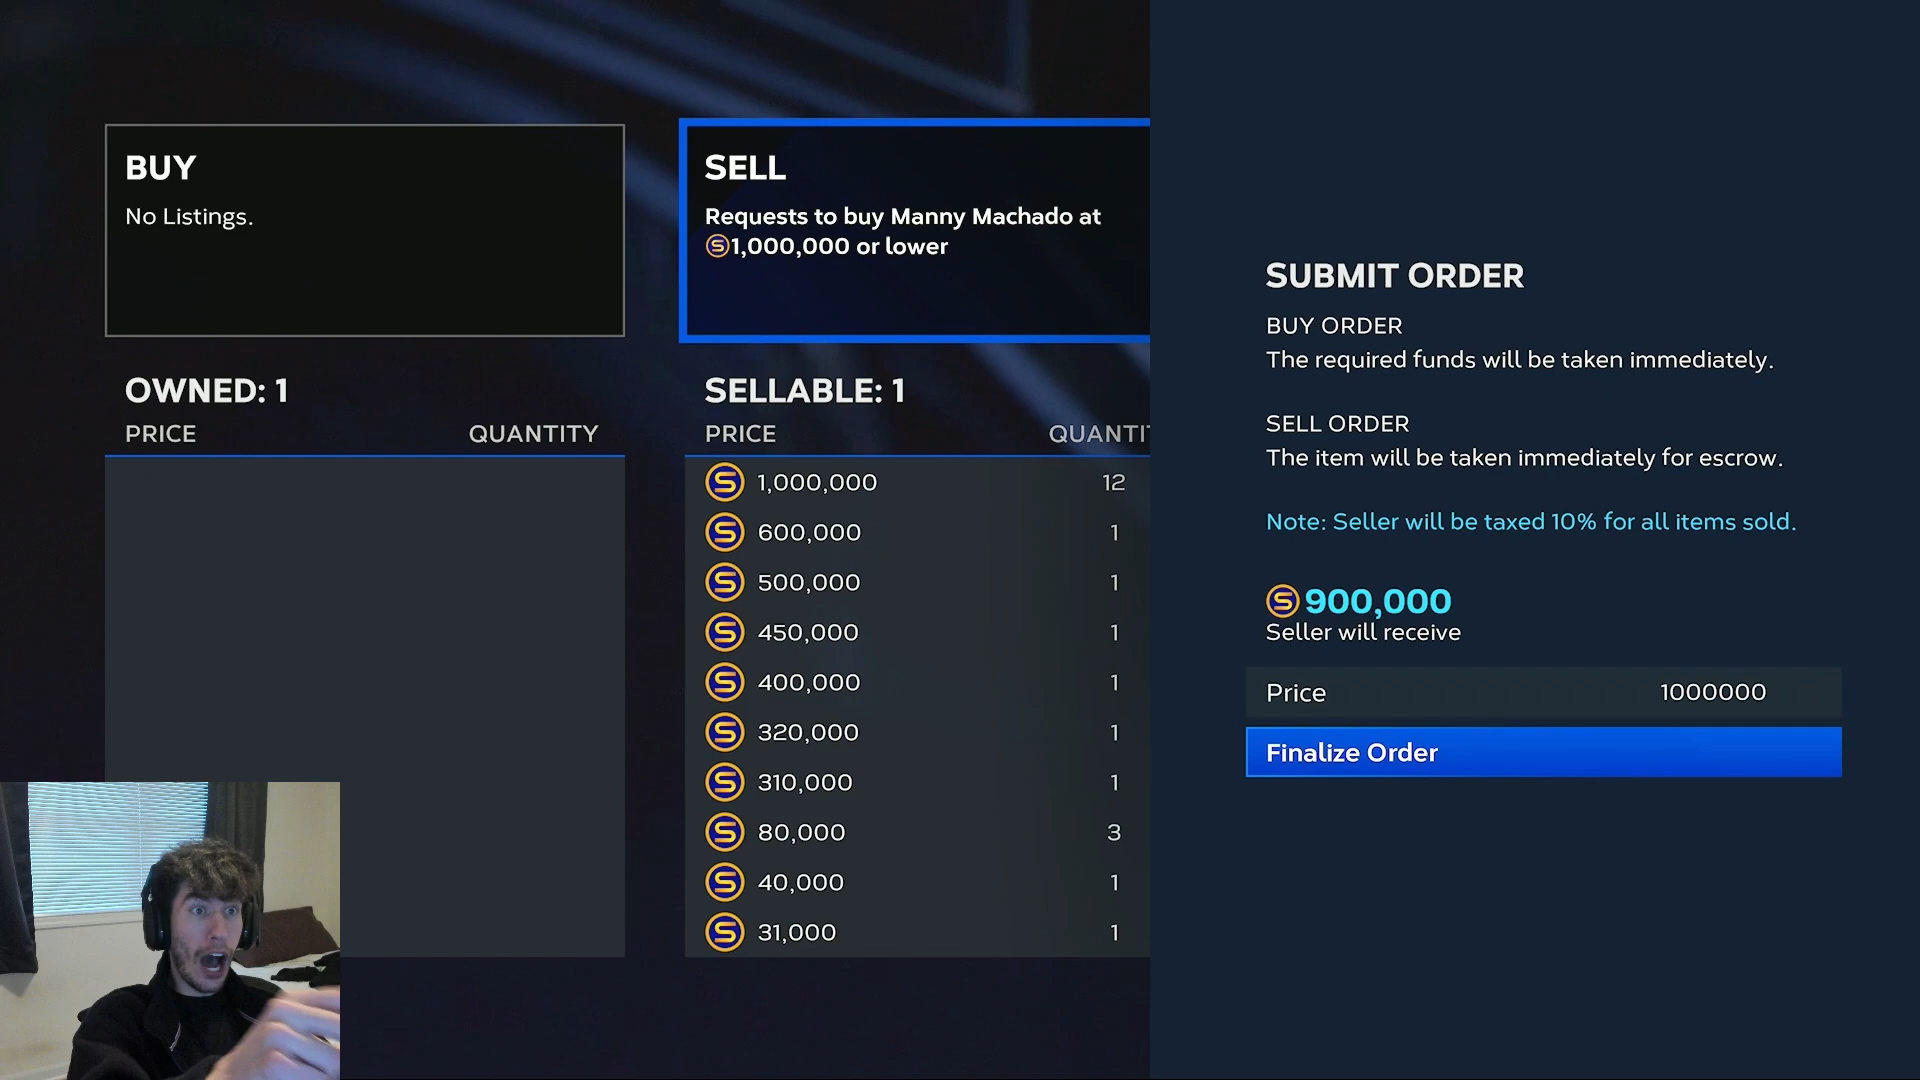 BUY
No Listings.
SELL
Requests to buy Manny Machado at
S 1,000,000 or lower
OWNED: 1
PRICE QUANTITY
SELLABLE: 1
PRICE QUANTI
S 1,000,000 12
S 600,000 1
S 500,000 1
S 450,000 1
S 400,000 1
S 320,000 1
S 310,000 1
S 80,000 3
S 40,000 1
S 31,000 1
SUBMIT ORDER
BUY ORDER
The required funds will be taken immediately.
SELL ORDER
The item will be taken immediately for escrow.
Note: Seller will be taxed 10% for all items sold.
S 900,000
Seller will receive
Price 1000000
Finalize Order